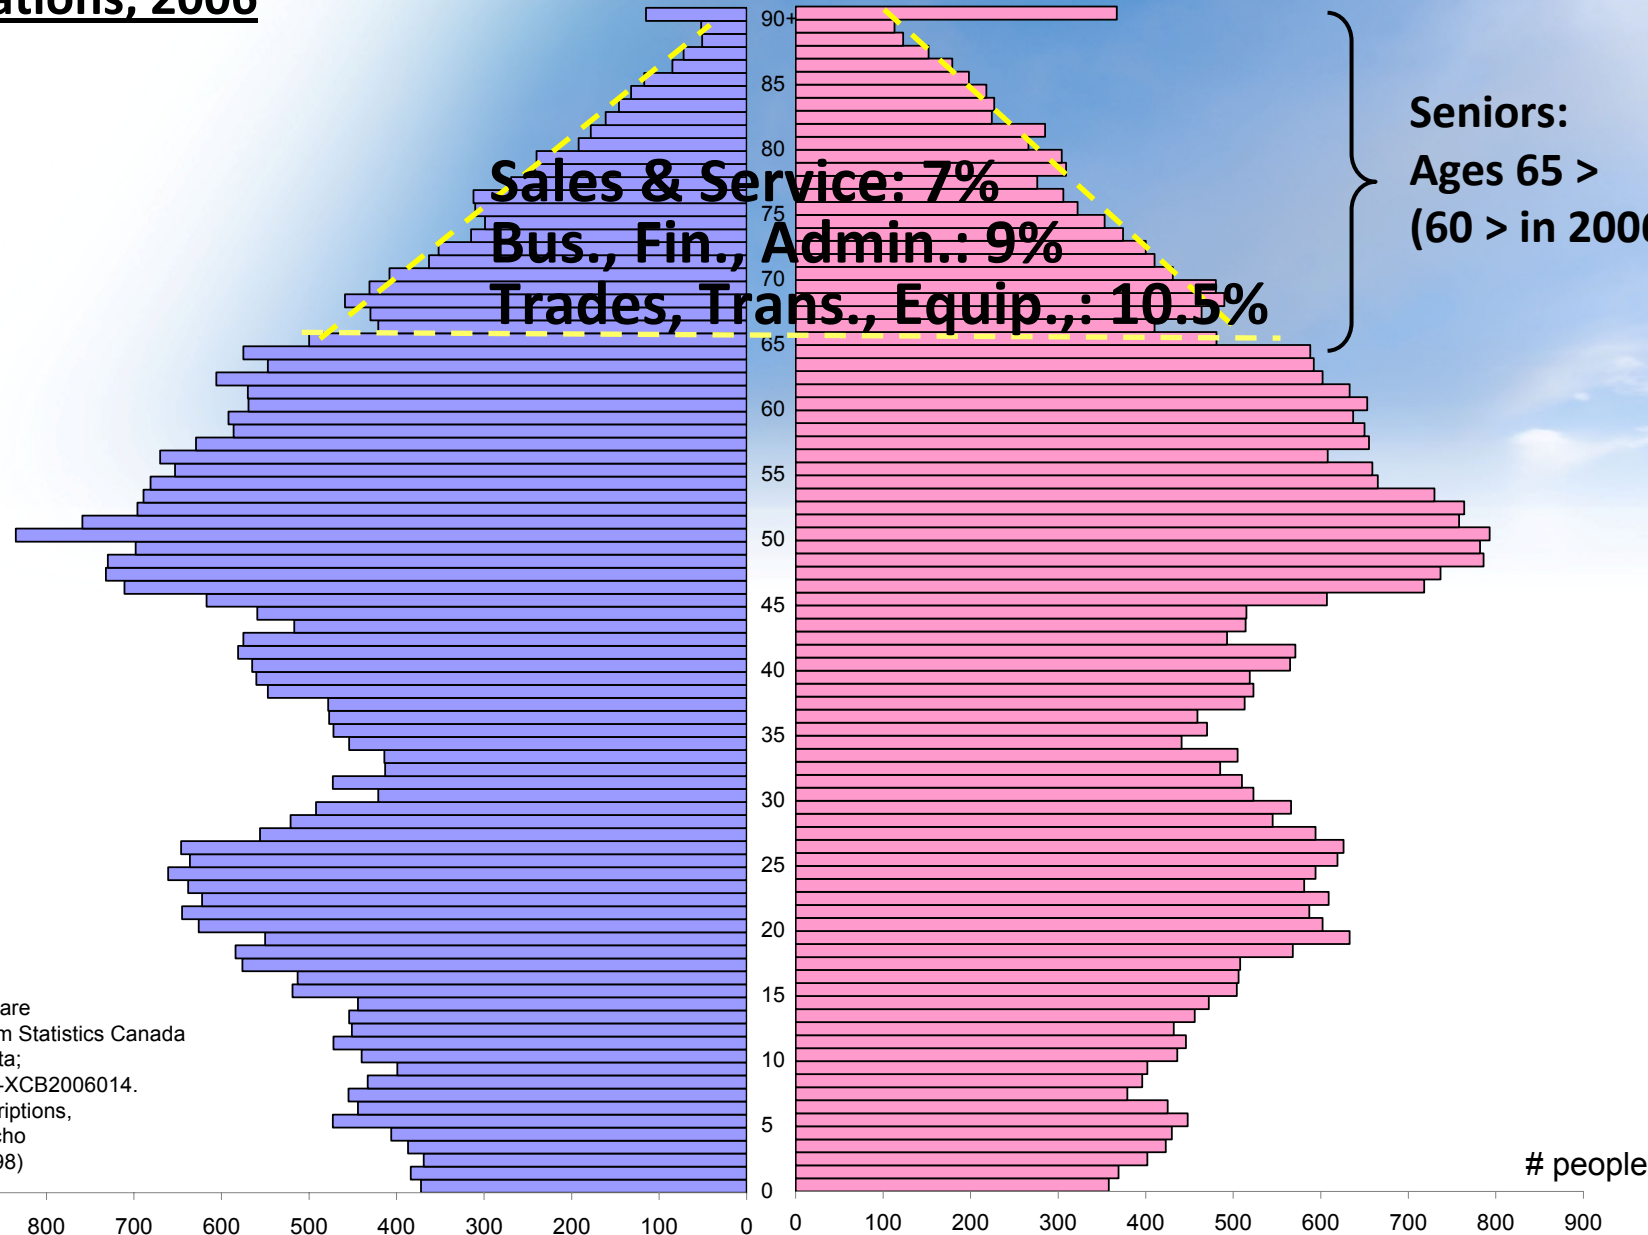 ations, 2006
Seniors:
Ages 65 >
(60 > in 2006
Sales & Service: 7%
Bus., Fin., Admin.: 9%
Trades, Trans., Equip.,: 10.5%
90+
85
80
75
70
65
60
55
50
45
40
35
30
25
20
15
10
5
0
are
m Statistics Canada
ta;
-XCB2006014.
riptions,
cho
98)
# people
800 700 600 500 400 300 200 100 0
0 100 200 300 400 500 600 700 800 900